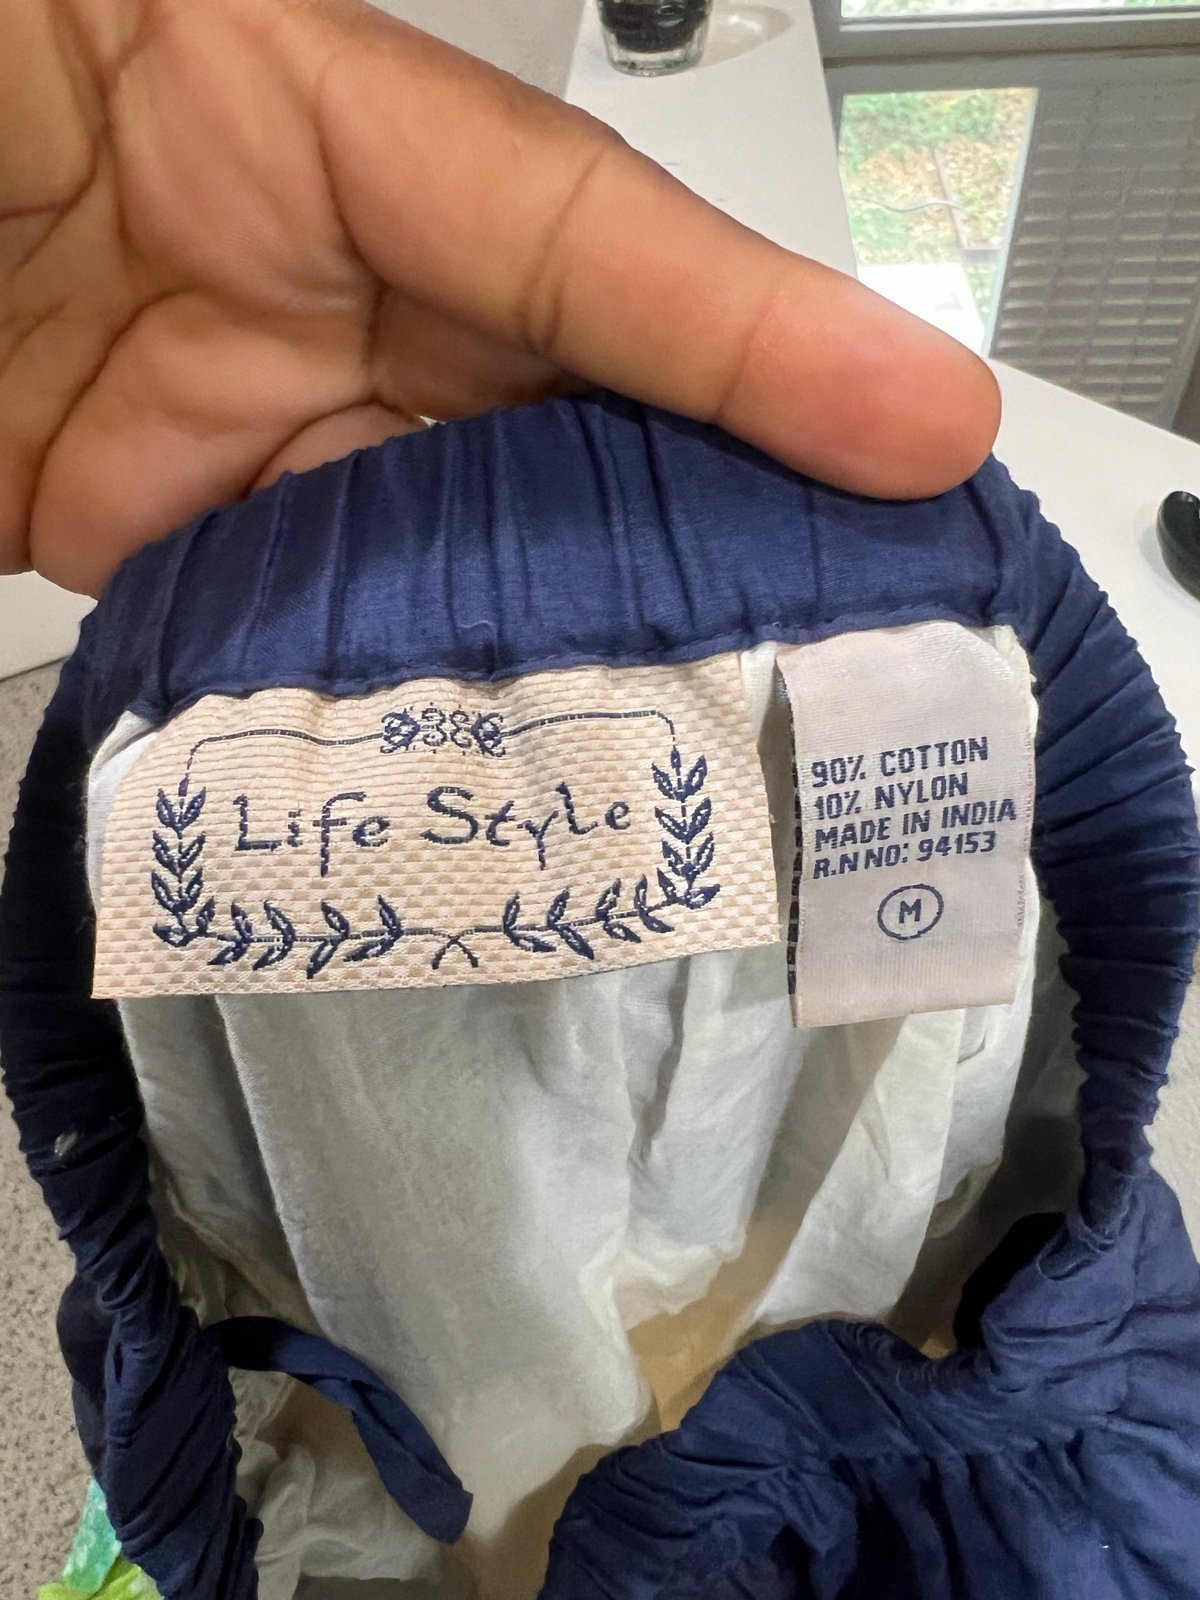 Life Style
90% COTTON
10% NYLON
MADE IN INDIA
R.N NO: 94153
M